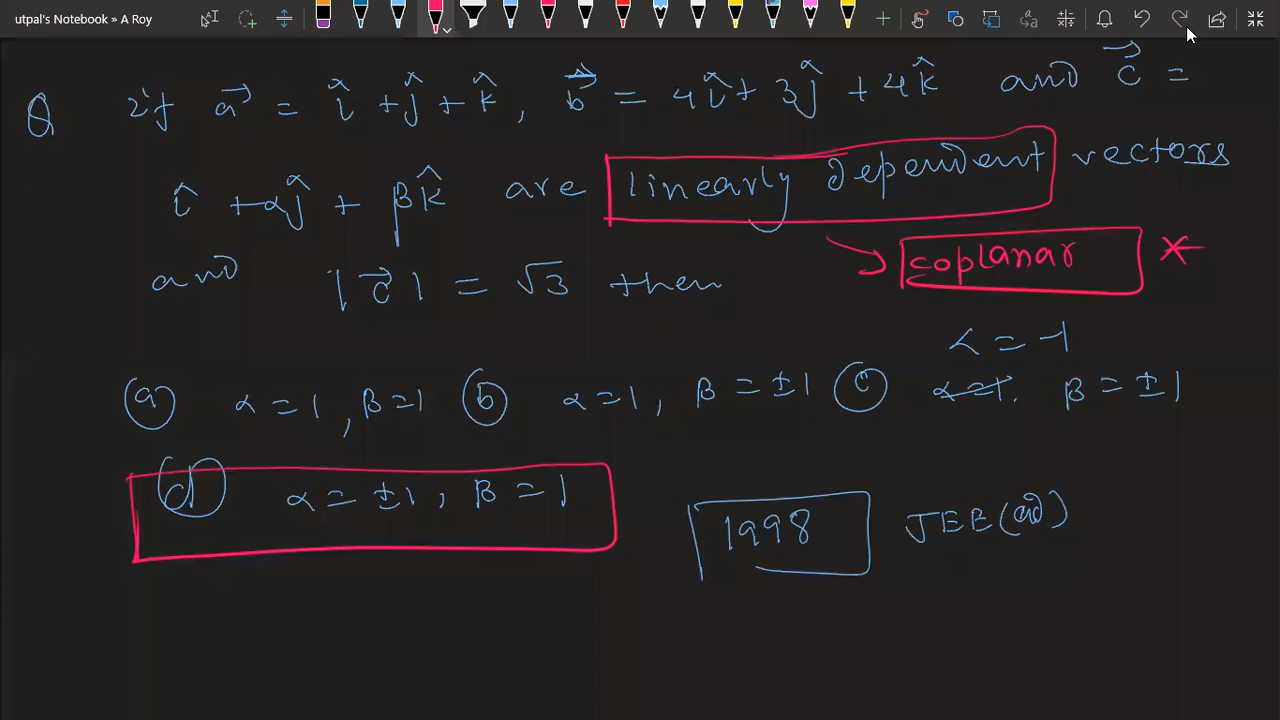 utpal's Notebook » A Roy
Q If a⃗ = î + ĵ + k̂, b⃗ = 4î + 3ĵ + 4k̂ and c⃗ =
î + αĵ + βk̂ are linearly dependent vectors
coplanar *
and |c⃗| = √3 then
α = -1
(a) α = 1, β = 1 (b) α = 1, β = ±1 (c) α = 1. β = ±1
(d) α = ±1, β = 1
1998 JEE (ad)